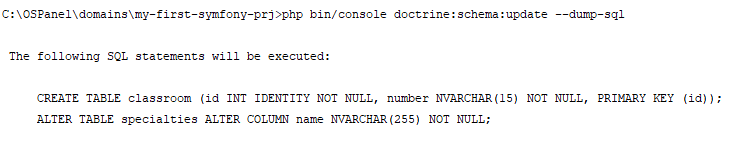 C:\OSPanel\domains\my-first-symfony-prj>php bin/console doctrine:schema:update --dump-sql
The following SQL statements will be executed:
CREATE TABLE classroom (id INT IDENTITY NOT NULL, number NVARCHAR(15) NOT NULL, PRIMARY KEY (id));
ALTER TABLE specialties ALTER COLUMN name NVARCHAR(255) NOT NULL;